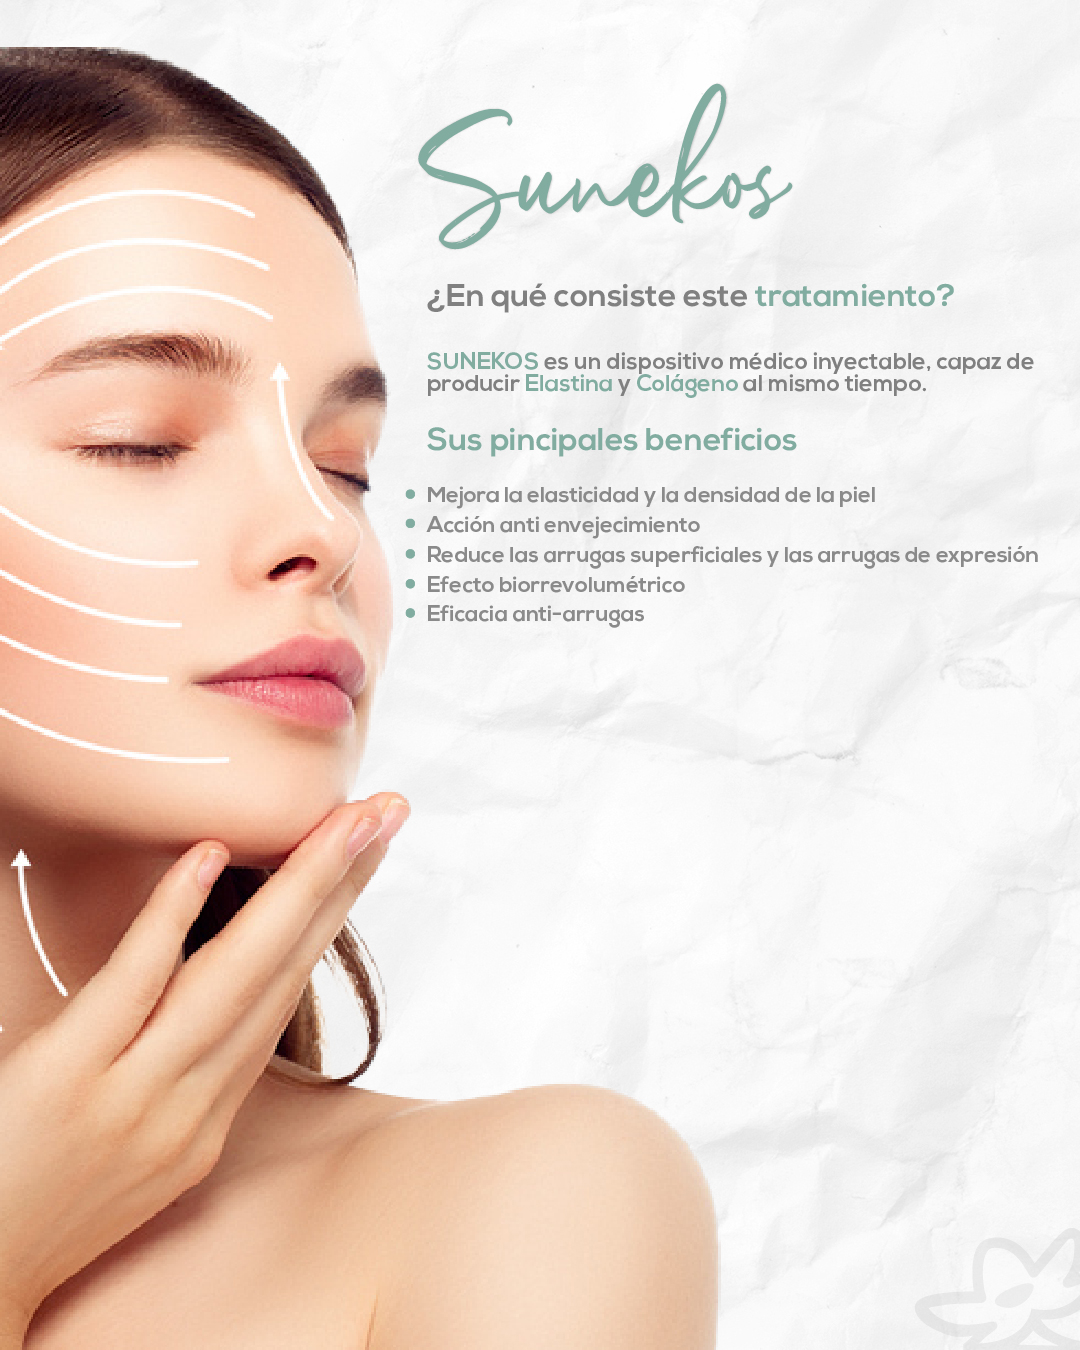 Sunekos
¿En qué consiste este tratamiento?
SUNEKOS es un dispositivo médico inyectable, capaz de
producir Elastina y Colágeno al mismo tiempo.
Sus pincipales beneficios
Mejora la elasticidad y la densidad de la piel
Acción anti envejecimiento
Reduce las arrugas superficiales y las arrugas de expresión
Efecto biorrevolumétrico
Eficacia anti-arrugas